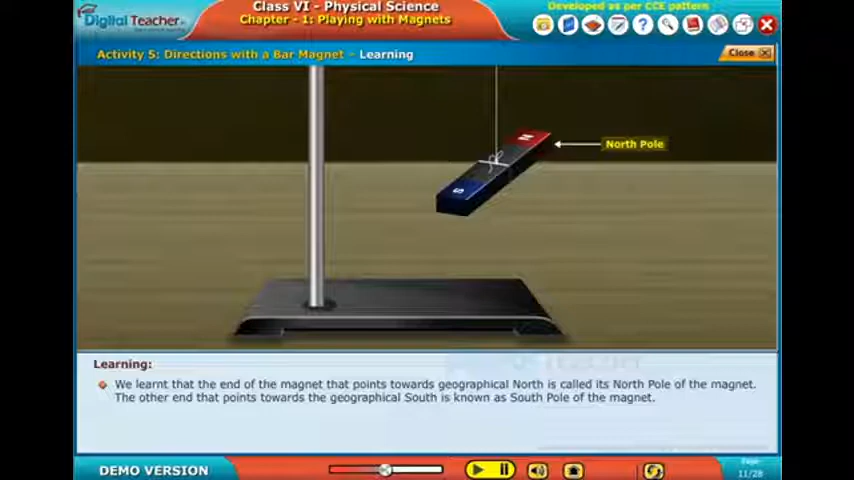 Digital Teacher
Class VI - Physical Science
Chapter - 1: Playing with Magnets
Developed as per CCE pattern
Activity 5: Directions with a Bar Magnet - Learning
Close
N
North Pole
S
Learning:
We learnt that the end of the magnet that points towards geographical North is called its North Pole of the magnet.
The other end that points towards the geographical South is known as South Pole of the magnet.
DEMO VERSION
Page
11/28